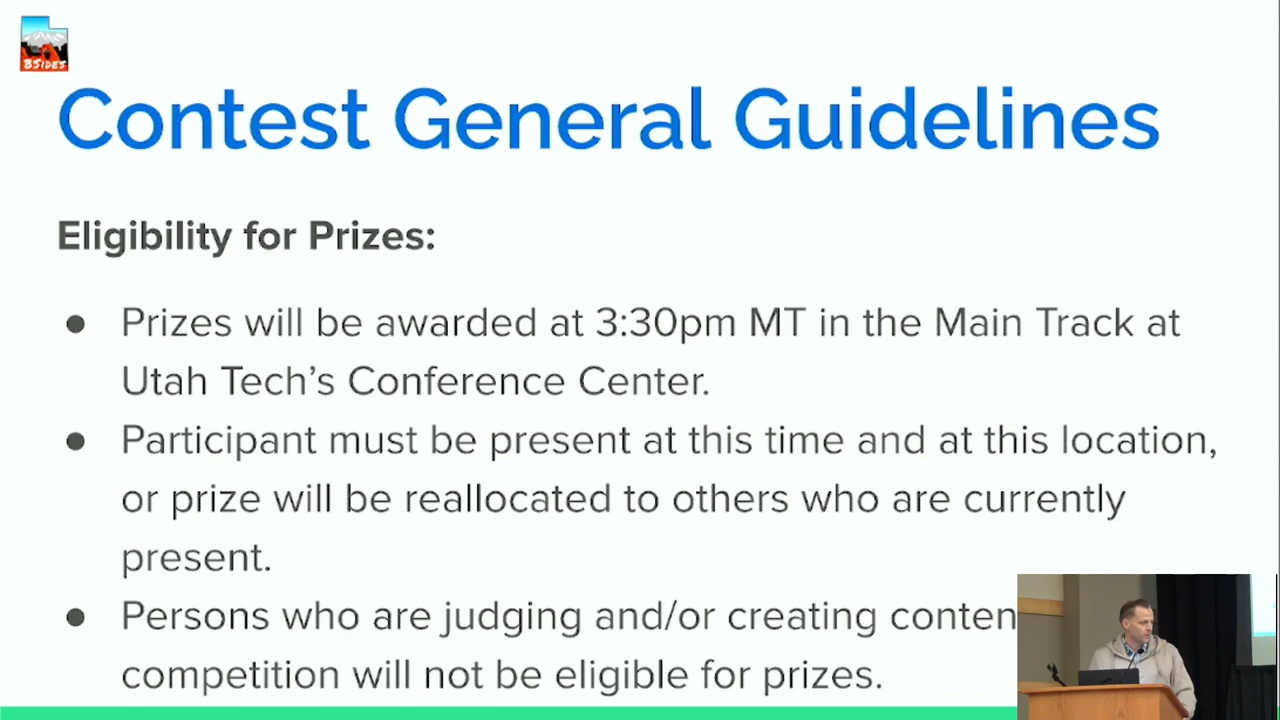 BSides
Contest General Guidelines
Eligibility for Prizes:
● Prizes will be awarded at 3:30pm MT in the Main Track at
Utah Tech’s Conference Center.
● Participant must be present at this time and at this location,
or prize will be reallocated to others who are currently
present.
● Persons who are judging and/or creating conten
competition will not be eligible for prizes.